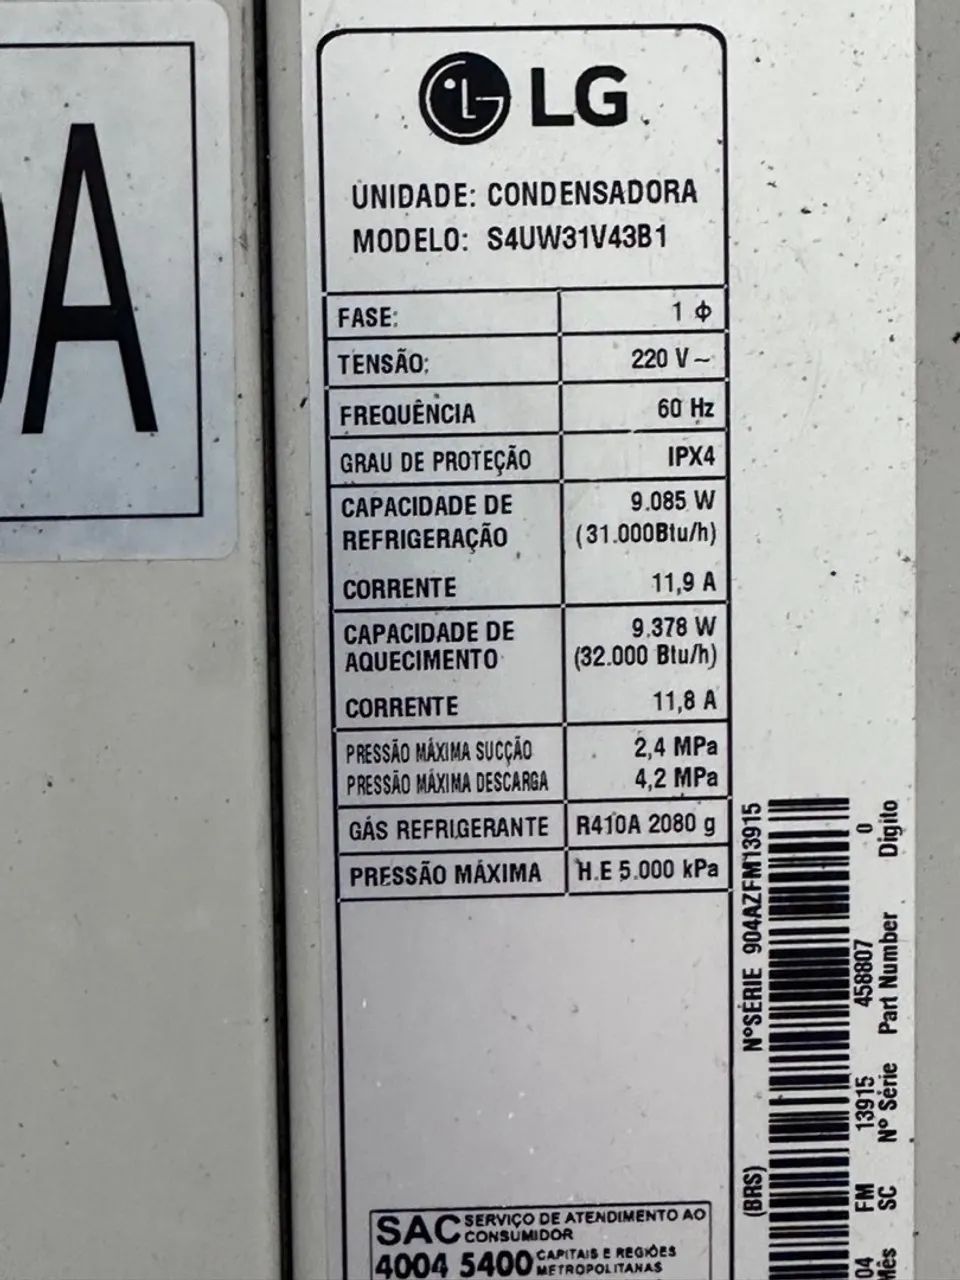 A
LG
UNIDADE: CONDENSADORA
MODELO: S4UW31V43B1
FASE: 1 Φ
TENSÃO: 220 V~
FREQUÊNCIA 60 Hz
GRAU DE PROTEÇÃO IPX4
CAPACIDADE DE 9.085 W
REFRIGERAÇÃO (31.000Btu/h)
CORRENTE 11,9 A
CAPACIDADE DE 9.378 W
AQUECIMENTO (32.000 Btu/h)
CORRENTE 11,8 A
PRESSÃO MÁXIMA SUCÇÃO 2,4 MPa
PRESSÃO MÁXIMA DESCARGA 4,2 MPa
GÁS REFRIGERANTE R410A 2080 g
PRESSÃO MÁXIMA H.E 5.000 kPa
SAC SERVIÇO DE ATENDIMENTO AO
CONSUMIDOR
4004 5400 CAPITAIS E REGIÕES
METROPOLITANAS
(BRS) NºSÉRIE 904AZFM13915
04 FM 13915 458807 0
Mês SC Nº Série Part Number Digito